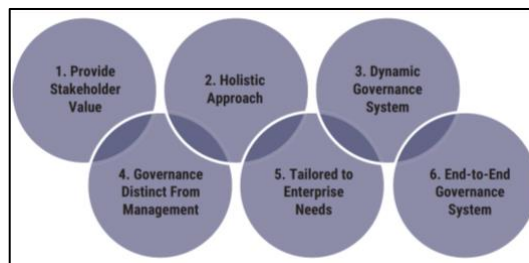 1. Provide
Stakeholder
Value
2. Holistic
Approach
3. Dynamic
Governance
System
4. Governance
Distinct From
Management
5. Tailored to
Enterprise
Needs
6. End-to-End
Governance
System